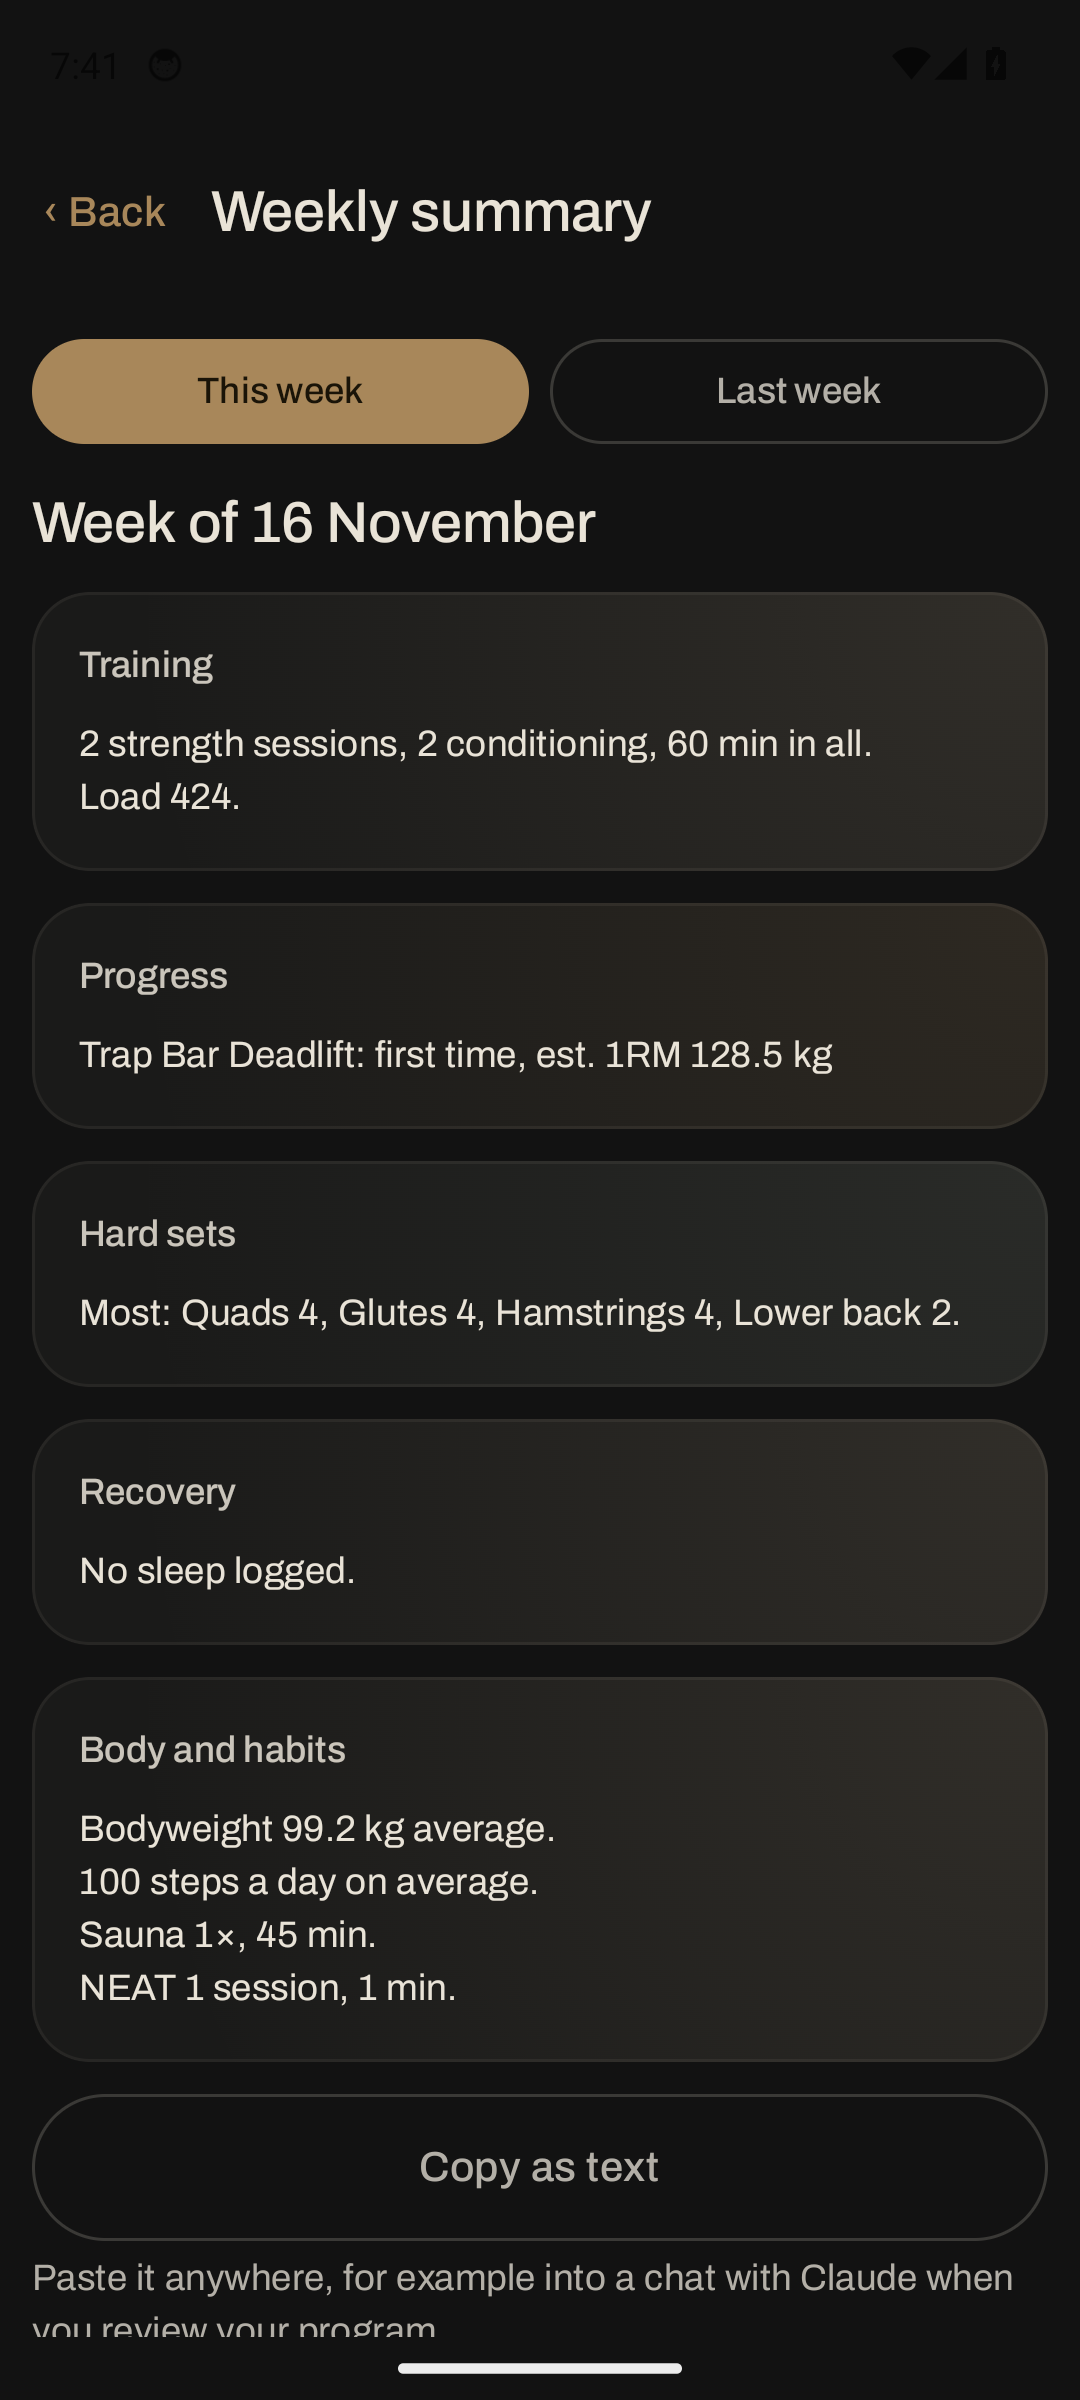 7:41
‹ Back Weekly summary
This week
Last week
Week of 16 November
Training
2 strength sessions, 2 conditioning, 60 min in all.
Load 424.
Progress
Trap Bar Deadlift: first time, est. 1RM 128.5 kg
Hard sets
Most: Quads 4, Glutes 4, Hamstrings 4, Lower back 2.
Recovery
No sleep logged.
Body and habits
Bodyweight 99.2 kg average.
100 steps a day on average.
Sauna 1×, 45 min.
NEAT 1 session, 1 min.
Copy as text
Paste it anywhere, for example into a chat with Claude when
you review your program